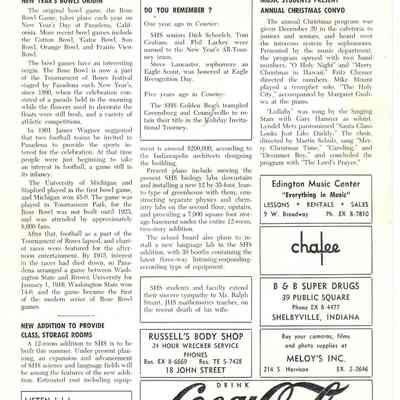 NEW YEAR'S BOWLS ORIGIN
The original bowl game, the Rose
Bowl Game, takes place each year
on New Year's Day at Pasadena, California.
More recent bowl games include
the Cotton Bowl, 'Gator Bowl, Sun
Bowl, Orange Bowl, and Prairie View
Bowl.
The bowl games have an interesting
origin. The Rose Bowl is now a part
of the Tournament of Roses festival
staged by Pasadena each New Year's,
since 1890, when the celebration consisted
of a parade held in the morning
while the flowers used to decorate the
floats were still fresh, and a variety of
athletic competitions.
In 1901 James Wagner suggested
that two football teams be invited to
Pasadena to provide the sports interest
for the celebration. At that time
people were just beginning to take
an interest in football, a game still in
its infancy.
The University of Michigan and
Stanford played in the first bowl game,
and Michigan won 49-0. The game was
played at Tournament Park, for the
Rose Bowl was not built until 1923,
and was attended by approximately
8,000 fans.
After that, football as a part of the
Tournament of Roses lapsed, and chariot
races were featured for the afternoon
entertainment. By 1915, interest
in the races had died down, so Pasadena
arranged a game between Washington
State and Brown University for
January 1, 1916. Washington State won
14-0, and the game became the first
of the modern series of Rose Bowl
games.
NEW ADDITION TO PROVIDE
CLASS, STORAGE ROOMS
A 12-room addition to SHS is to be
built this summer. Under present planning,
an expansion and advancement
of SHS science and language fields will
be among the features of the new addition.
Estimated cost including equip-
DO YOU REMEMBER ?
One year ago in Courier:
SHS seniors Dick Schoelch, Tom
Graham and Phil Lackey were
named to the New Year's All-Tourney
team.
Steve Lancaster, sophomore an
Eagle Scout, was honored at Eagle
Recognition Day.
Five years ago in Courier:
The SHS Golden Bears trampled
Greensburg and Connersville to retain
their title in the Holiday Invitational
Tourney.
ment is around $200,000, according to
the Indianapolis architects designing
the building.
Present plans include moving the
present SHS biology labs downstairs
and installing a new 12 by 35-foot, lean-to
type of greenhouse with them, constructing
separate physics and chemistry
labs on the second floor, upstairs,
and providing a 7,000 square foot storage
basement under the entire 12-room,
two-story addition.
The school board also plans to install
a new language lab in the SHS
addition, with 38 booths containing the
latest three-way listening-responding-recording
type of equipment.
SHS students and faculty extend
their sincere sympathy to Mr. Ralph
Stuart, JHS mathematics teacher, on
the recent death of his wife.
RUSSELL'S BODY SHOP
24 HOUR WRECKER SERVICE
PHONES
Bus. EX 8-6669 Res. TE 5-7428
18 JOHN STREET
DRINK
Coca-Cola
MUSIC STUDENTS PRESENT
ANNUAL CHRISTMAS CONVO
The annual Christmas program was
given December 20 in the cafetoria to
juniors and seniors, and heard over
the intercom system by sophomores.
Presented by the music department,
the program opened with two band
numbers, "O Holy Night" and "Merry
Christmas in Hawaii." Fritz Chesser
directed the numbers. Mike Mount
played a trumpet solo, "The Holy
City," accompanied by Margaret Coulston
at the piano.
"Lullaby" was sung by the Singing
Stars with Gary Hansen as soloist.
Lendel Metz pantomimed "Santa Claus
Looks Just Like Daddy." The choir,
directed by Martin Schulz, sang "Merry
Christmas Time," "Caroling," and
"Drummer Boy," and concluded the
program with "The Lord's Prayer."
Edington Music Center
"Everything in Music"
LESSONS • RENTALS • SALES
9 W. Broadway PH. EX 8-7810
chafee
B & B SUPER DRUGS
39 PUBLIC SQUARE
Phone EX 8-4477
SHELBYVILLE, INDIANA
Buy your cameras, films
and photo supplies at
MELOY'S INC.
216 S. Harrison EX. 2-2646